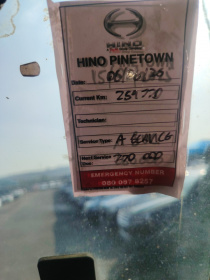 HINO
HINO PINETOWN
Date:
Current Km: 259 770
Technician:
Service Type: A SERVICE
Next Service
270 000
EMERGENCY NUMBER